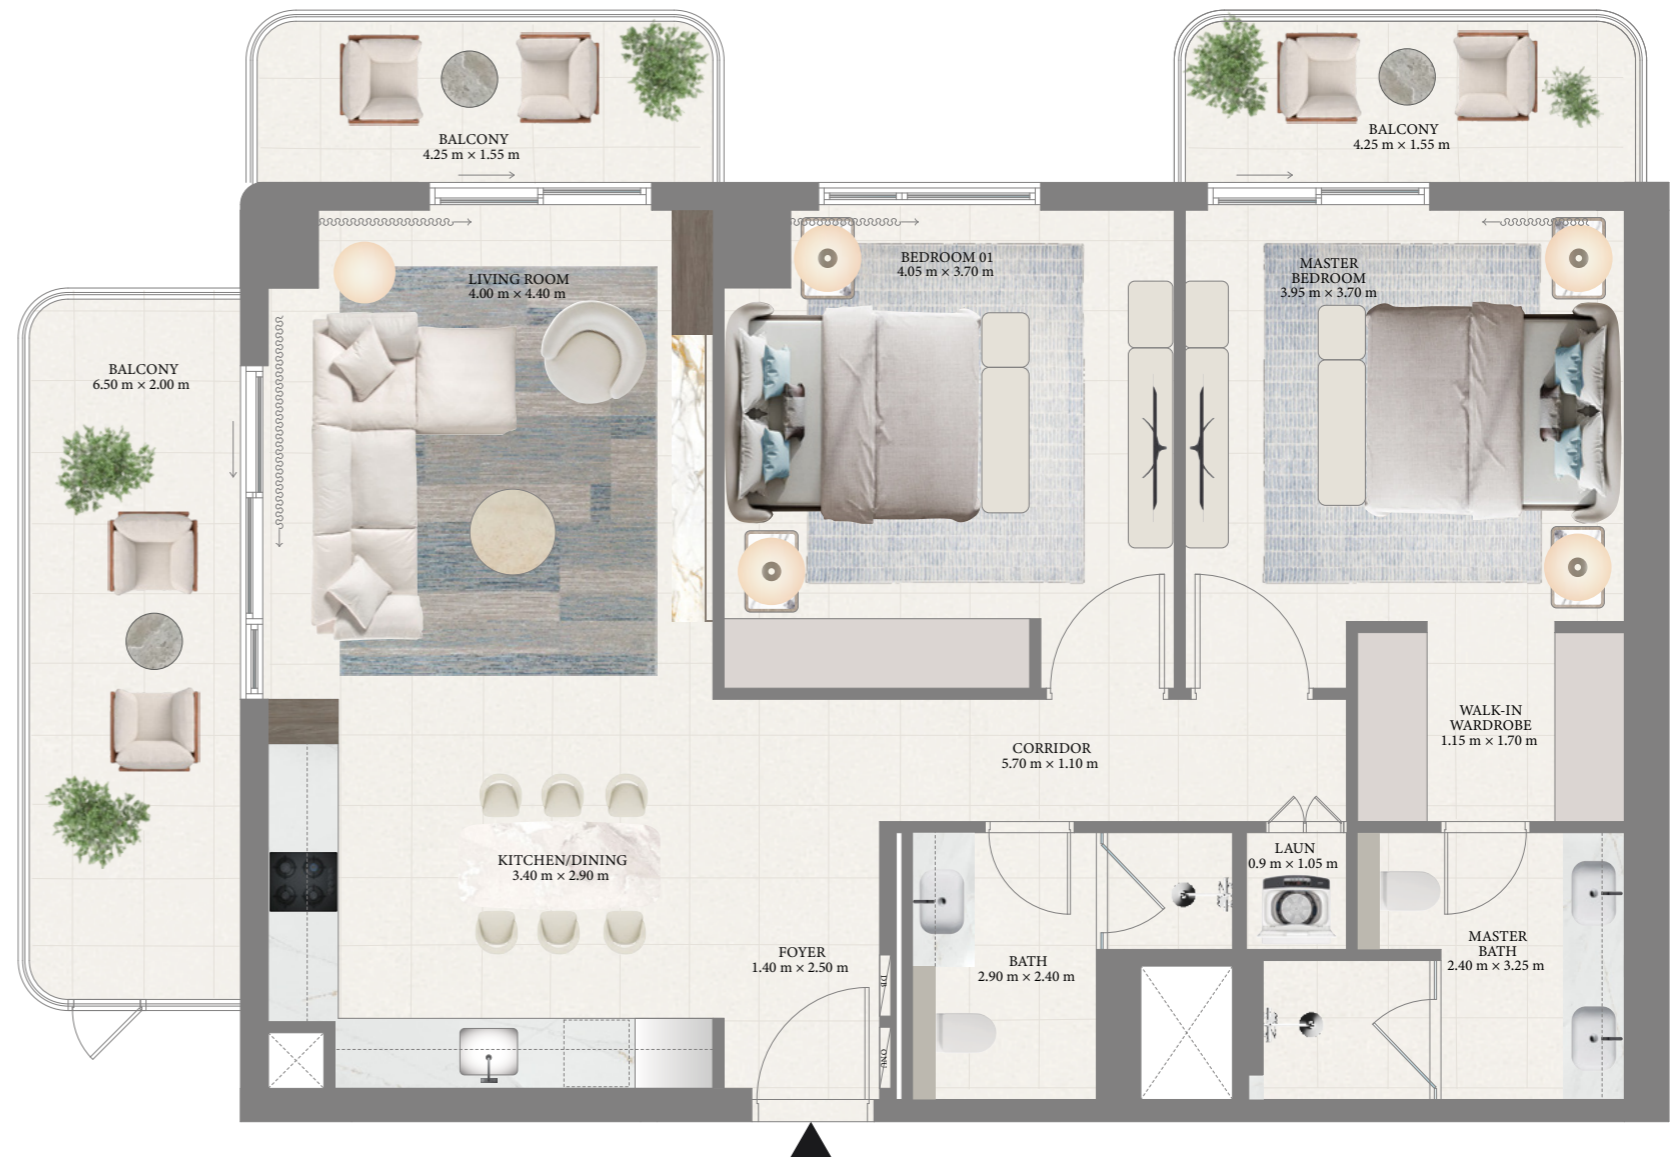 BALCONY
4.25 m × 1.55 m
BALCONY
4.25 m × 1.55 m
LIVING ROOM
4.00 m × 4.40 m
BEDROOM 01
4.05 m × 3.70 m
MASTER
BEDROOM
3.95 m × 3.70 m
BALCONY
6.50 m × 2.00 m
WALK-IN
WARDROBE
1.15 m × 1.70 m
CORRIDOR
5.70 m × 1.10 m
KITCHEN/DINING
3.40 m × 2.90 m
LAUN
0.9 m × 1.05 m
FOYER
1.40 m × 2.50 m
BATH
2.90 m × 2.40 m
MASTER
BATH
2.40 m × 3.25 m
DB
ONU